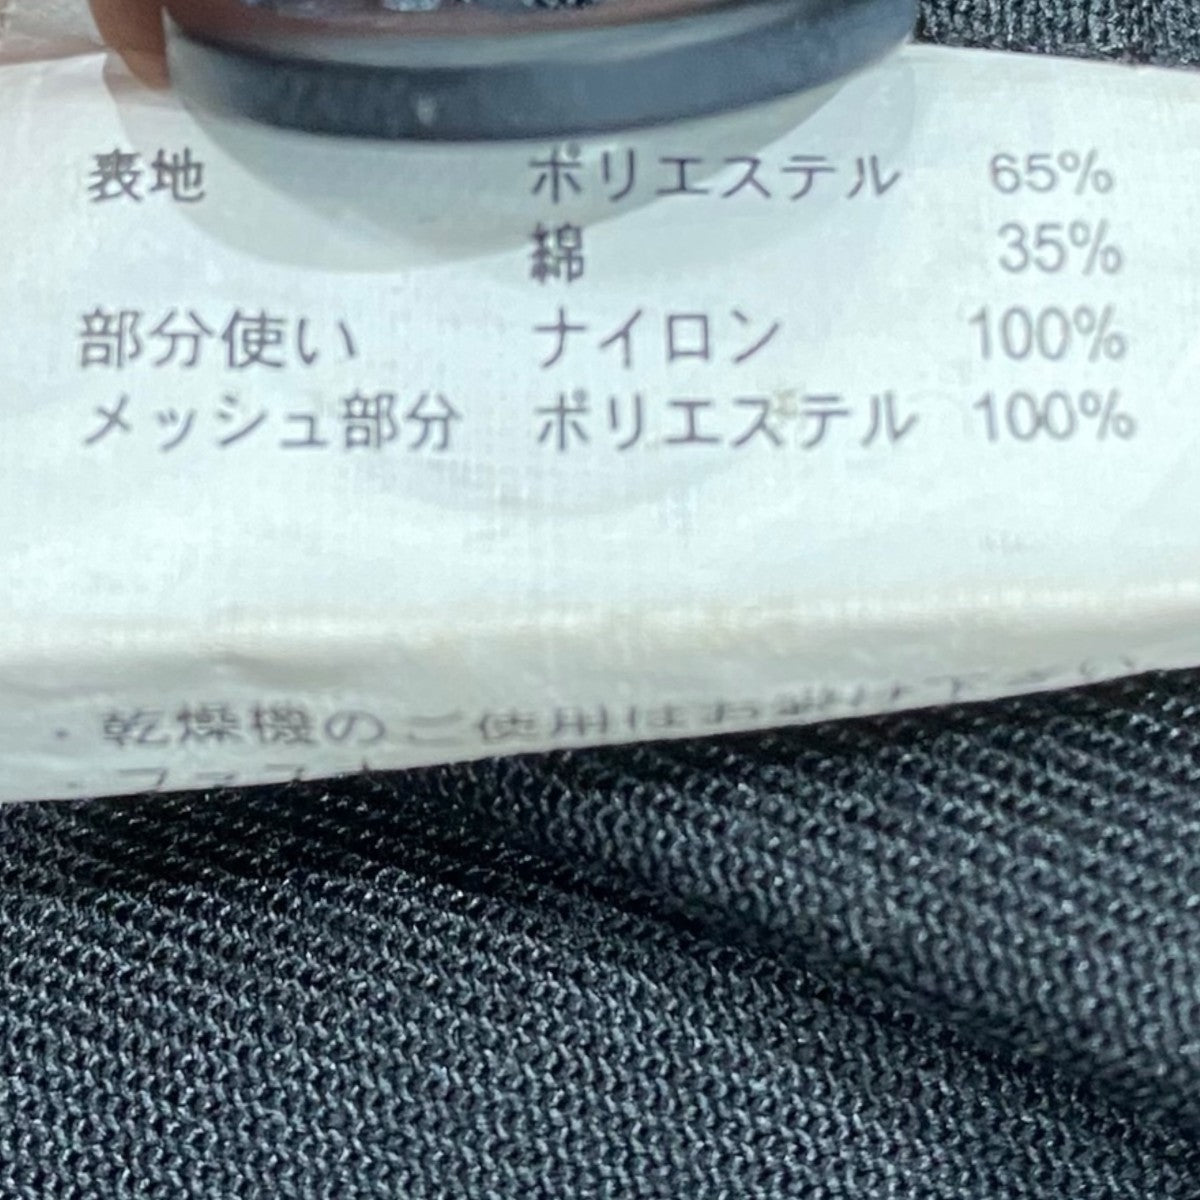 表地 ポリエステル 65%
綿 35%
部分使い ナイロン 100%
メッシュ部分 ポリエステル 100%
・乾燥機のご使用はお避け下さい